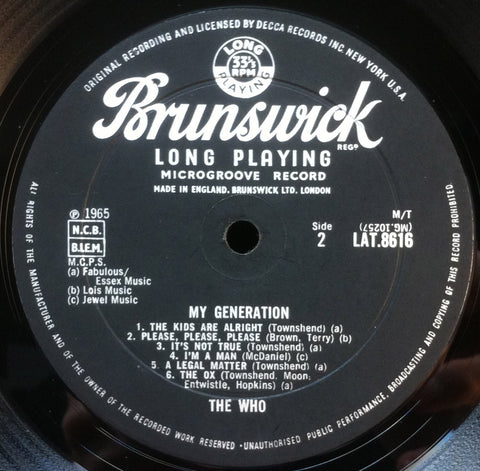 ORIGINAL RECORDING AND LICENSED BY DECCA RECORDS INC NEW YORK U.S.A.
LONG
33⅓
RPM
PLAYING
Brunswick
REGD
LONG PLAYING
MICROGROOVE RECORD
MADE IN ENGLAND. BRUNSWICK LTD. LONDON
℗ 1965
N.C.B.
B.I.E.M.
M.C.P.S.
(a) Fabulous/
Essex Music
(b) Lois Music
(c) Jewel Music
Side
2
M/T
(MG.10257)
LAT.8616
MY GENERATION
1. THE KIDS ARE ALRIGHT (Townshend) (a)
2. PLEASE, PLEASE, PLEASE (Brown, Terry) (b)
3. IT'S NOT TRUE (Townshend) (a)
4. I'M A MAN (McDaniel) (c)
5. A LEGAL MATTER (Townshend) (a)
6. THE OX (Townshend, Moon,
Entwistle, Hopkins) (a)
THE WHO
ALL RIGHTS OF THE MANUFACTURER AND OF THE OWNER OF THE RECORDED WORK RESERVED • UNAUTHORISED PUBLIC PERFORMANCE, BROADCASTING AND COPYING OF THIS RECORD PROHIBITED